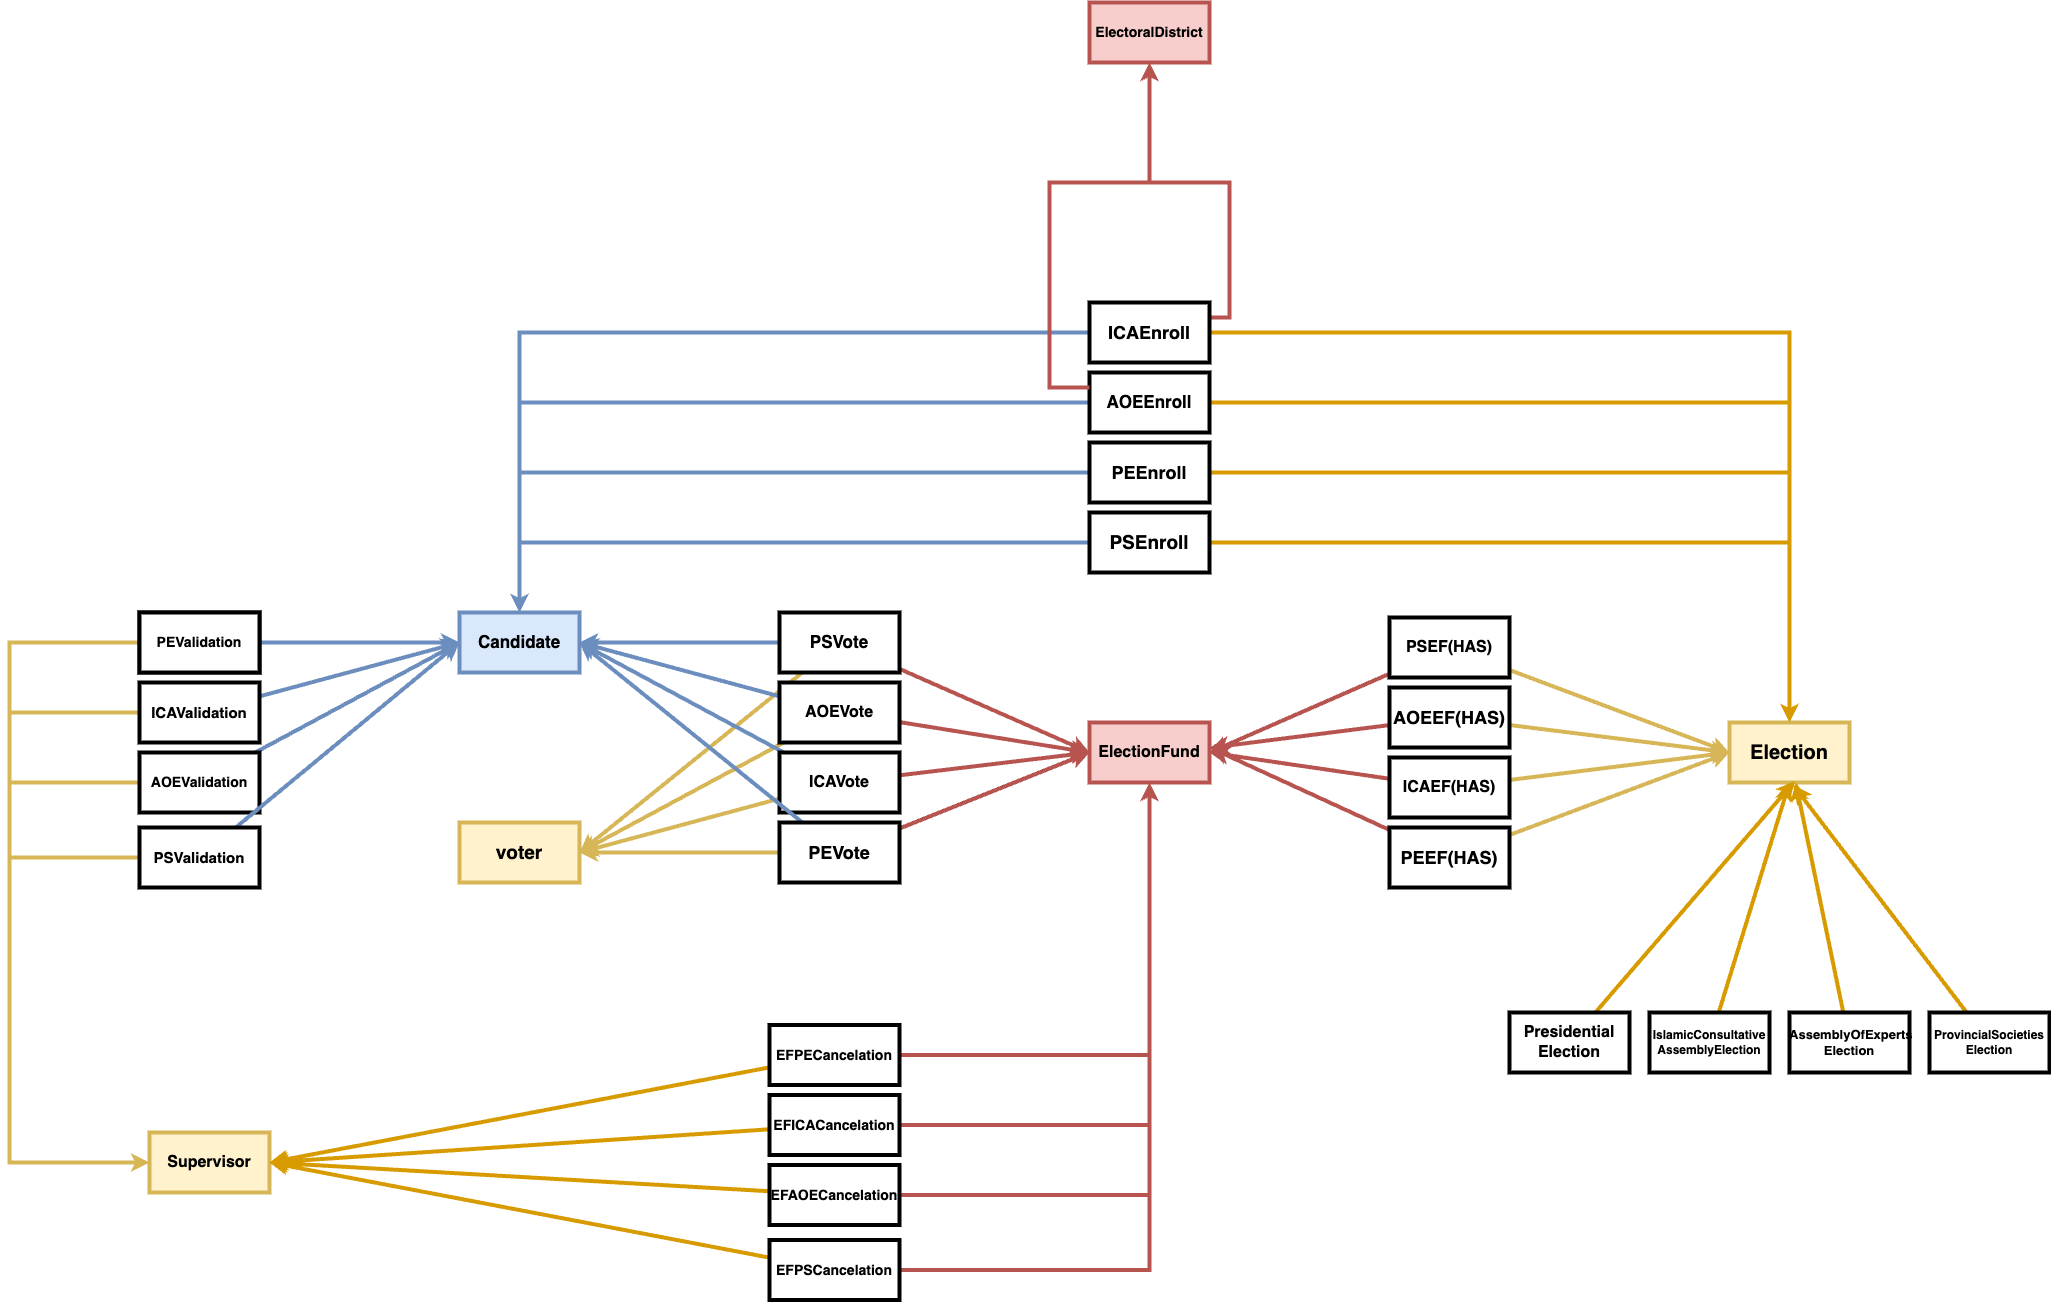 ElectoralDistrict
ICAEnroll
AOEEnroll
PEEnroll
PSEnroll
PEValidation
ICAValidation
AOEValidation
PSValidation
Candidate
voter
PSVote
AOEVote
ICAVote
PEVote
ElectionFund
PSEF(HAS)
AOEEF(HAS)
ICAEF(HAS)
PEEF(HAS)
Election
Presidential
Election
IslamicConsultative
AssemblyElection
AssemblyOfExperts
Election
ProvincialSocieties
Election
Supervisor
EFPECancelation
EFICACancelation
EFAOECancelation
EFPSCancelation